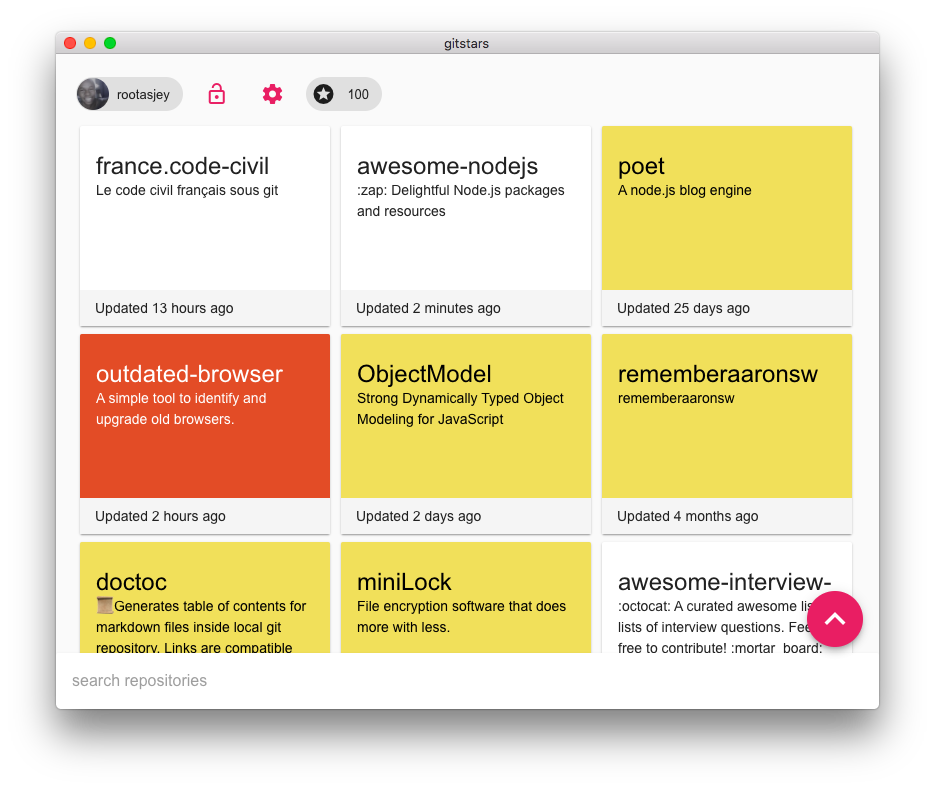 gitstars
rootasjey
100
france.code-civil
Le code civil français sous git
Updated 13 hours ago
awesome-nodejs
:zap: Delightful Node.js packages
and resources
Updated 2 minutes ago
poet
A node.js blog engine
Updated 25 days ago
outdated-browser
A simple tool to identify and
upgrade old browsers.
Updated 2 hours ago
ObjectModel
Strong Dynamically Typed Object
Modeling for JavaScript
Updated 2 days ago
rememberaaronsw
rememberaaronsw
Updated 4 months ago
doctoc
Generates table of contents for
markdown files inside local git
repository. Links are compatible
miniLock
File encryption software that does
more with less.
awesome-interview-
:octocat: A curated awesome
lists of interview questions.
free to contribute! :mortar_board:
search repositories